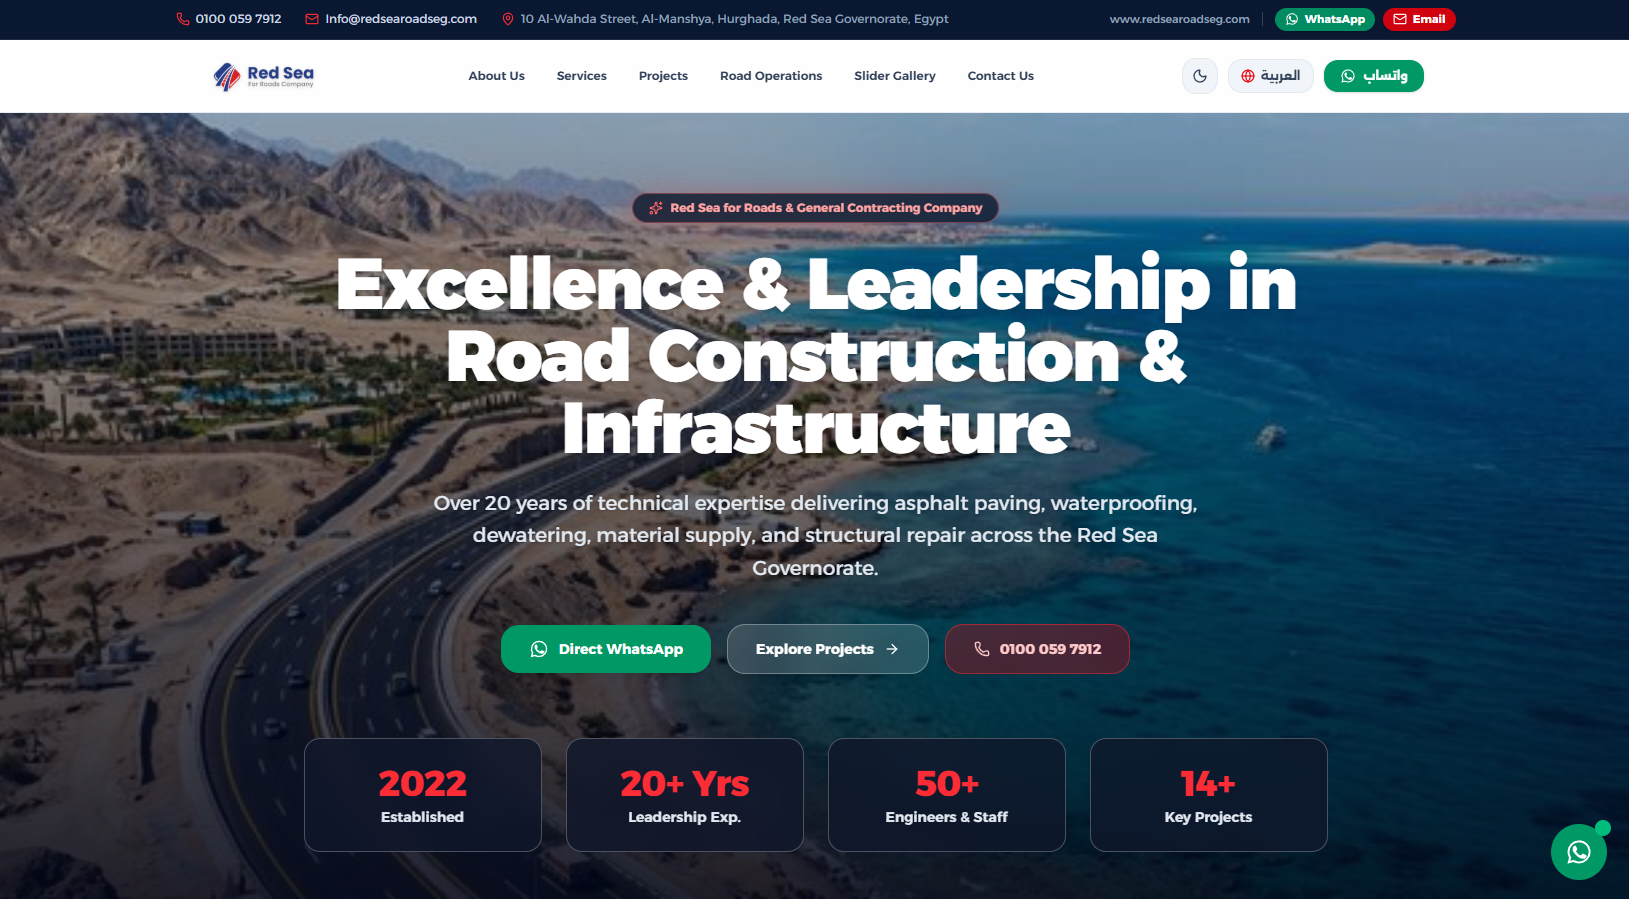 0100 059 7912
Info@redsearoadseg.com
10 Al-Wahda Street, Al-Manshya, Hurghada, Red Sea Governorate, Egypt
www.redsearoadseg.com
WhatsApp
Email
Red Sea
For Roads Company
About Us
Services
Projects
Road Operations
Slider Gallery
Contact Us
العربية
واتساب
Red Sea for Roads & General Contracting Company
Excellence & Leadership in
Road Construction &
Infrastructure
Over 20 years of technical expertise delivering asphalt paving, waterproofing,
dewatering, material supply, and structural repair across the Red Sea
Governorate.
Direct WhatsApp
Explore Projects
0100 059 7912
2022
Established
20+ Yrs
Leadership Exp.
50+
Engineers & Staff
14+
Key Projects